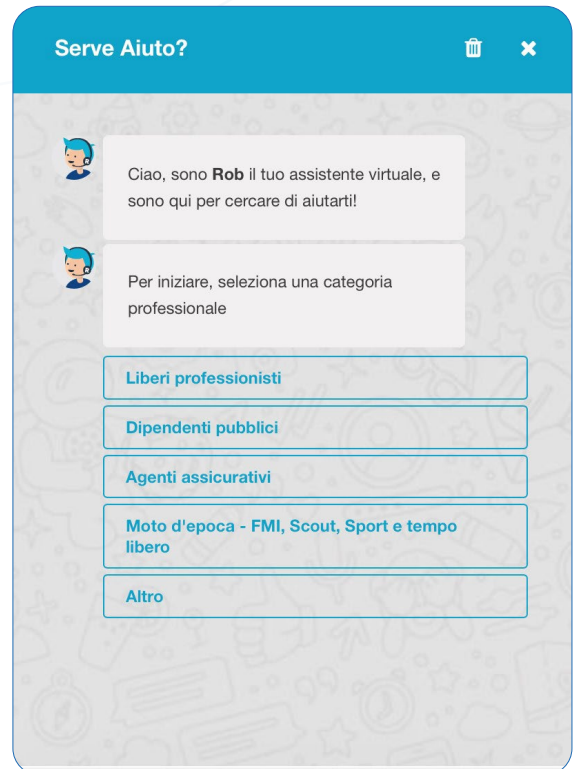 Serve Aiuto?
Ciao, sono Rob il tuo assistente virtuale, e
sono qui per cercare di aiutarti!
Per iniziare, seleziona una categoria
professionale
Liberi professionisti
Dipendenti pubblici
Agenti assicurativi
Moto d'epoca - FMI, Scout, Sport e tempo
libero
Altro